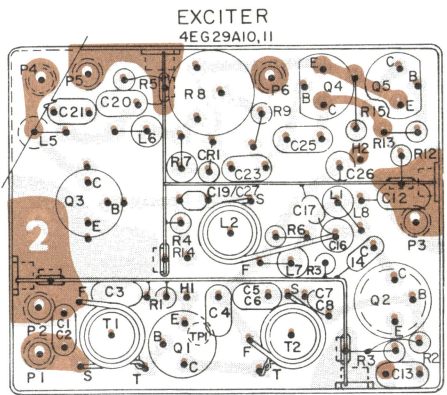 EXCITER
4EG29A10,11
P4
P5
R5
R8
P6
E
Q4
B
C
C
B
Q5
E
C21
C20
R9
R15
L5
L6
R7
CR1
C23
C25
H2
R13
R12
C26
C
Q3
B
E
C19/C27
S
C17
L1
L8
C12
L2
R4
R6
C16
P3
2
R14
F
L7
R3
14
C
F
C3
R1
H1
C4
C5
C6
C7
C8
Q2
B
P2
C1
C2
T1
E
B
TP
Q1
C
F
T2
E
R3
R2
P1
S
T
T
C13